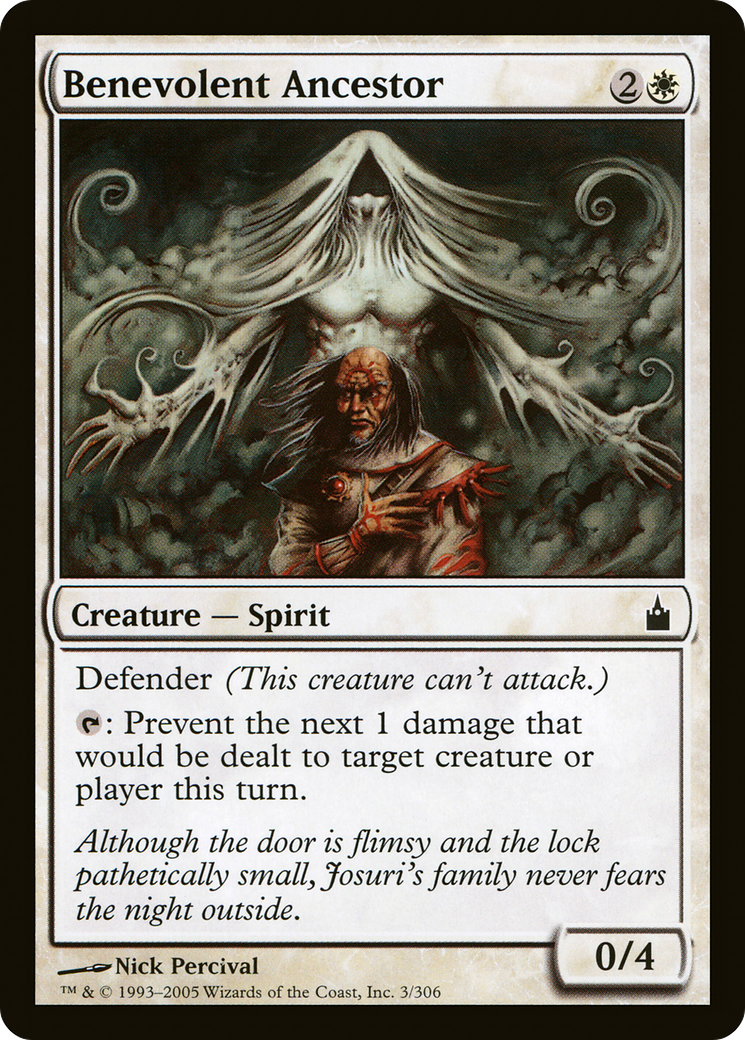 Benevolent Ancestor
2
Creature — Spirit
Defender (This creature can't attack.)
: Prevent the next 1 damage that
would be dealt to target creature or
player this turn.
Although the door is flimsy and the lock
pathetically small, Josuri's family never fears
the night outside.
0/4
Nick Percival
™ & © 1993–2005 Wizards of the Coast, Inc. 3/306